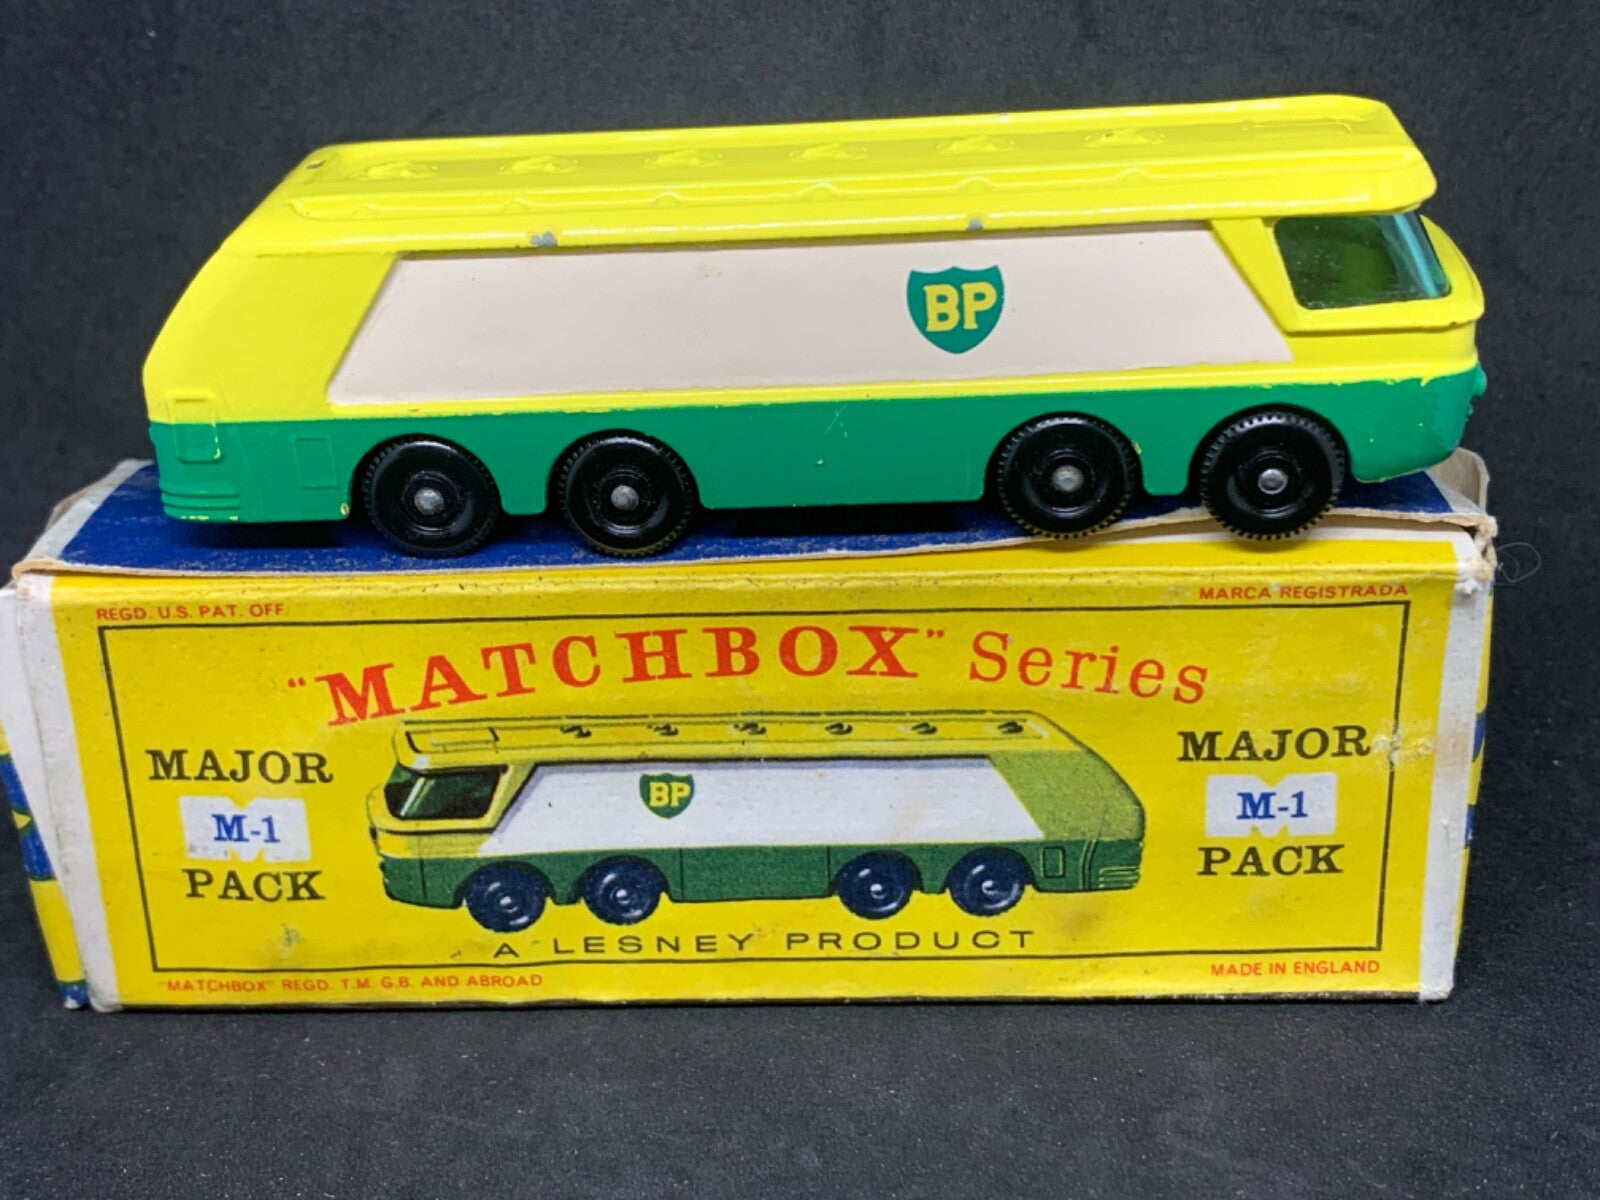 BP
REGD. U.S. PAT. OFF.
MARCA REGISTRADA
"MATCHBOX" Series
MAJOR
M-1
PACK
BP
MAJOR
M-1
PACK
A LESNEY PRODUCT
"MATCHBOX" REGD. T.M. G.B. AND ABROAD
MADE IN ENGLAND